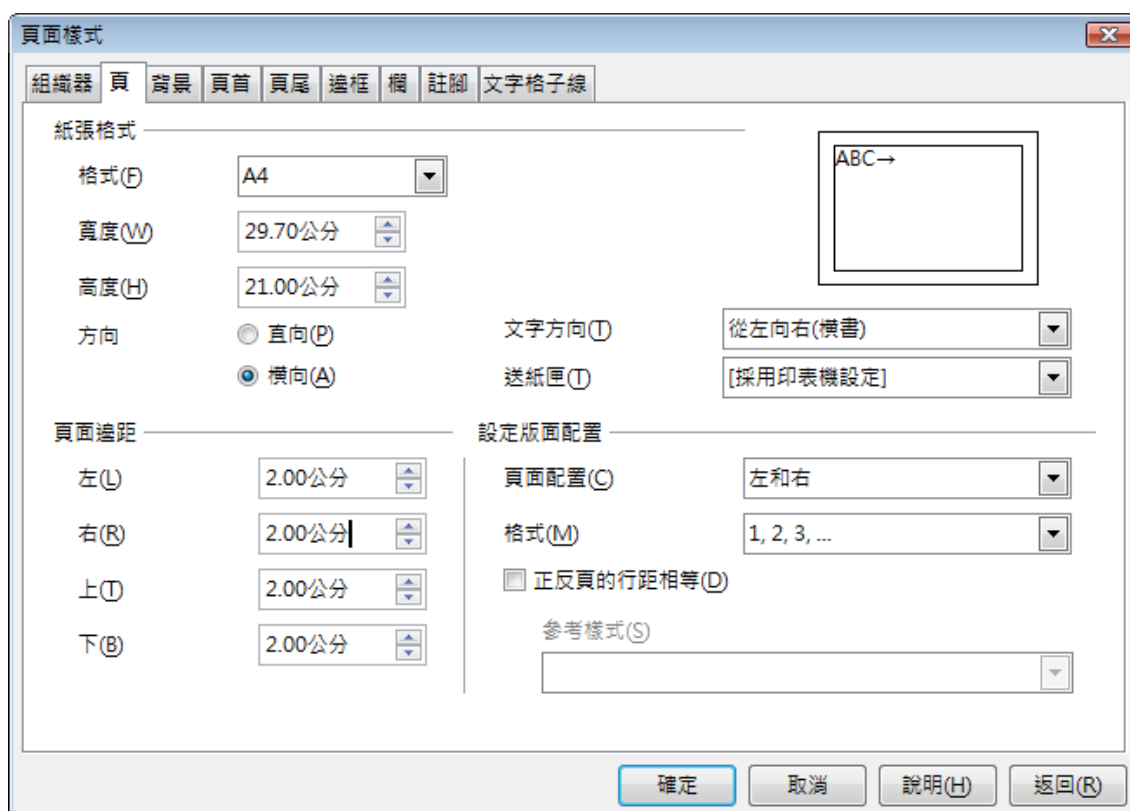 頁面樣式
組織器 頁 背景 頁首 頁尾 邊框 欄 註腳 文字格子線
紙張格式
ABC→
格式(F) A4
寬度(W) 29.70公分
高度(H) 21.00公分
方向 直向(P) 文字方向(T) 從左向右(橫書)
橫向(A) 送紙匣(T) [採用印表機設定]
頁面邊距 設定版面配置
左(L) 2.00公分 頁面配置(C) 左和右
右(R) 2.00公分 格式(M) 1, 2, 3, ...
上(T) 2.00公分 正反頁的行距相等(D)
下(B) 2.00公分 參考樣式(S)
確定 取消 說明(H) 返回(R)